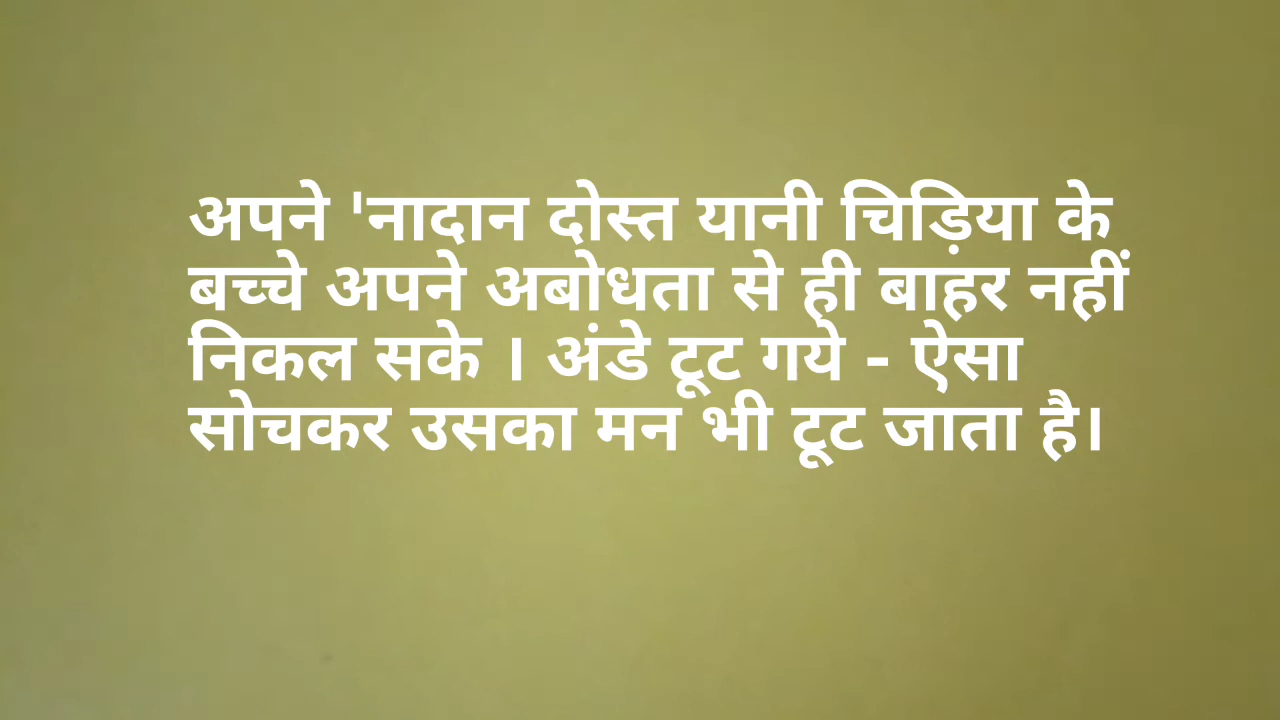 अपने 'नादान दोस्त यानी चिड़िया के
बच्चे अपने अबोधता से ही बाहर नहीं
निकल सके । अंडे टूट गये - ऐसा
सोचकर उसका मन भी टूट जाता है।